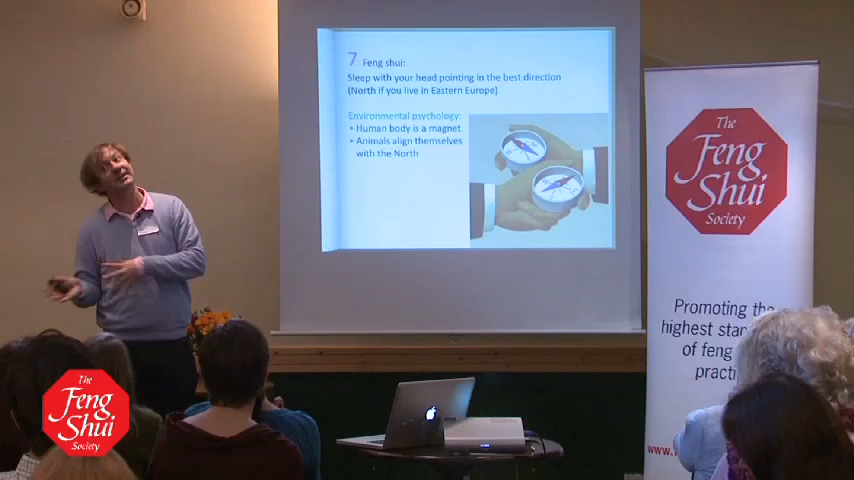 7 Feng shui:
Sleep with your head pointing in the best direction
(North if you live in Eastern Europe)
Environmental psychology:
• Human body is a magnet
• Animals align themselves
with the North
The
Feng
Shui
Society
Promoting the
highest
of feng
www.
The
Feng
Shui
Society